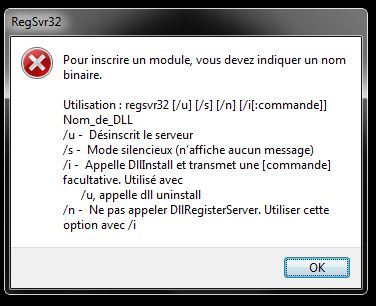 RegSvr32
Pour inscrire un module, vous devez indiquer un nom
binaire.
Utilisation : regsvr32 [/u] [/s] [/n] [/i[:commande]]
Nom_de_DLL
/u - Désinscrit le serveur
/s - Mode silencieux (n'affiche aucun message)
/i - Appelle DllInstall et transmet une [commande]
facultative. Utilisé avec
/u, appelle dll uninstall
/n - Ne pas appeler DllRegisterServer. Utiliser cette
option avec /i
OK